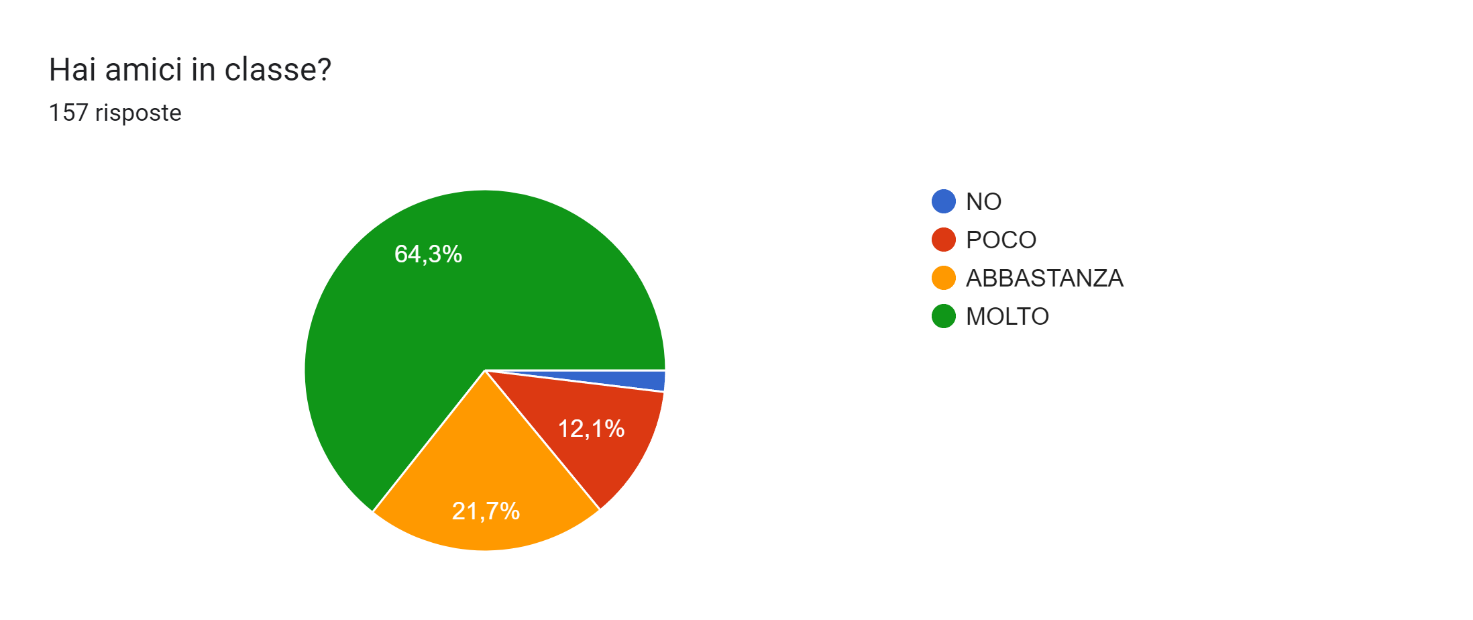 Hai amici in classe?
157 risposte
64,3%
12,1%
21,7%
NO
POCO
ABBASTANZA
MOLTO